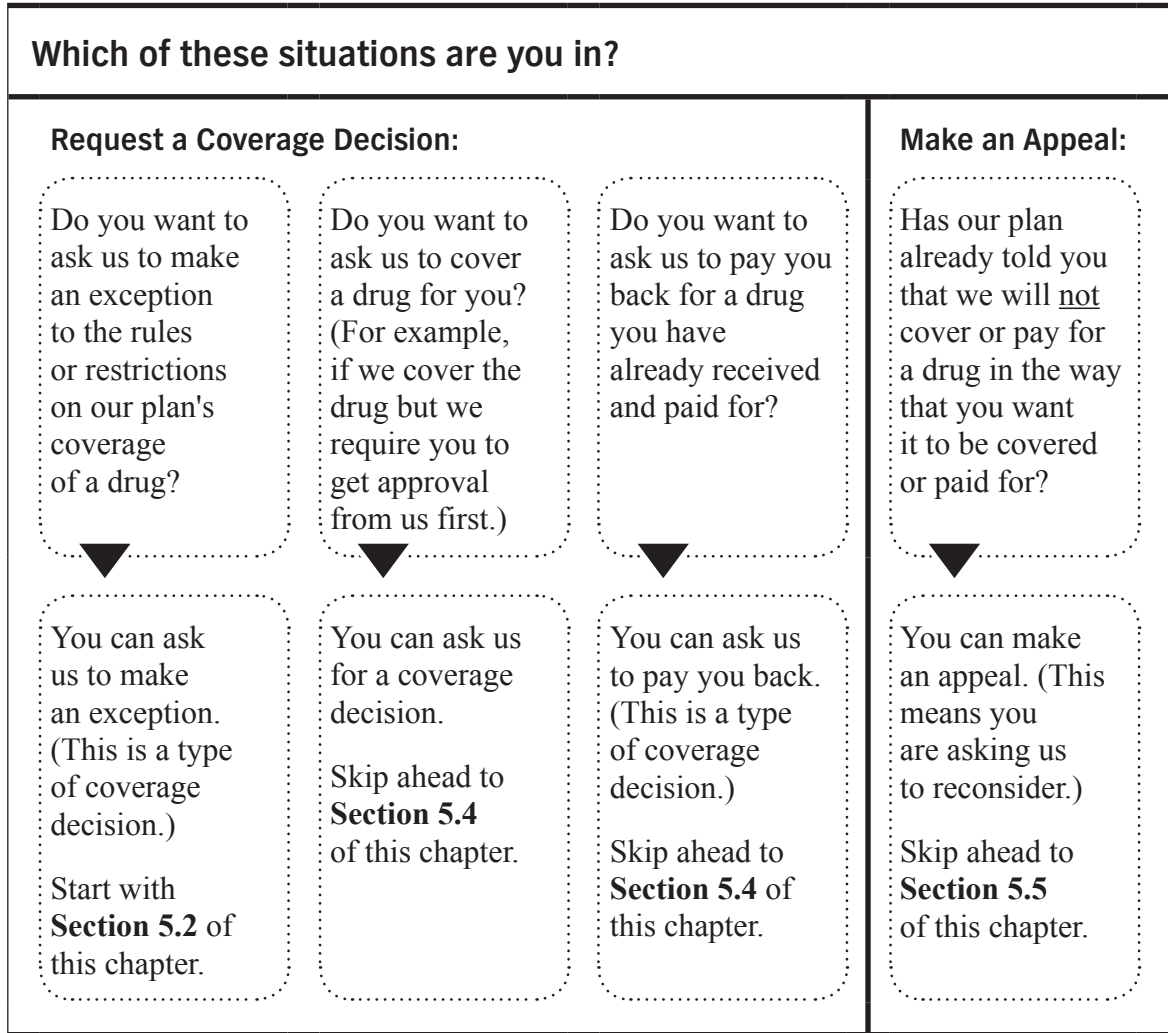 Which of these situations are you in?
Request a Coverage Decision:
Do you want to
ask us to make
an exception
to the rules
or restrictions
on our plan's
coverage
of a drug?
You can ask
us to make
an exception.
(This is a type
of coverage
decision.)
Start with
Section 5.2 of
this chapter.
Do you want to
ask us to cover
a drug for you?
(For example,
if we cover the
drug but we
require you to
get approval
from us first.)
You can ask us
for a coverage
decision.
Skip ahead to
Section 5.4
of this chapter.
Do you want to
ask us to pay you
back for a drug
you have
already received
and paid for?
You can ask us
to pay you back.
(This is a type
of coverage
decision.)
Skip ahead to
Section 5.4 of
this chapter.
Make an Appeal:
Has our plan
already told you
that we will not
cover or pay for
a drug in the way
that you want
it to be covered
or paid for?
You can make
an appeal. (This
means you
are asking us
to reconsider.)
Skip ahead to
Section 5.5
of this chapter.